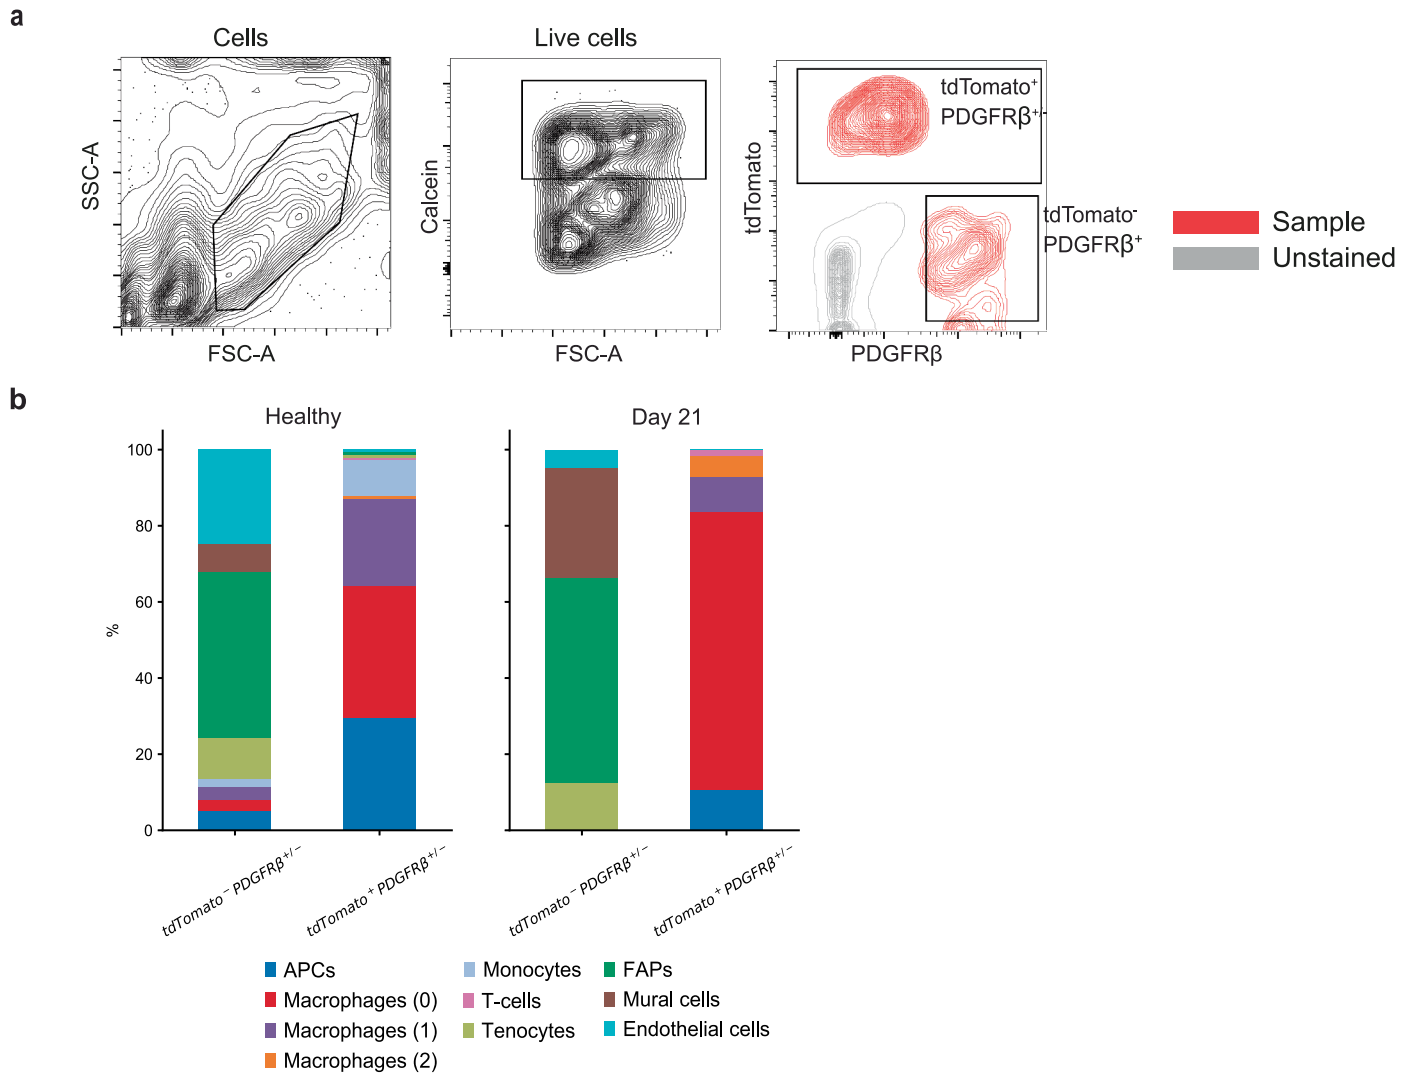 a
Cells
Live cells
SSC-A
FSC-A
Calcein
FSC-A
tdTomato
PDGFRβ
tdTomato⁺
PDGFRβ⁺/-
tdTomato⁻
PDGFRβ⁺
Sample
Unstained
b
Healthy
Day 21
%
100
80
60
40
20
0
tdTomato⁻ PDGFRβ⁺/⁻
tdTomato⁺ PDGFRβ⁺/⁻
tdTomato⁻ PDGFRβ⁺/⁻
tdTomato⁺ PDGFRβ⁺/⁻
APCs
Macrophages (0)
Macrophages (1)
Macrophages (2)
Monocytes
T-cells
Tenocytes
FAPs
Mural cells
Endothelial cells